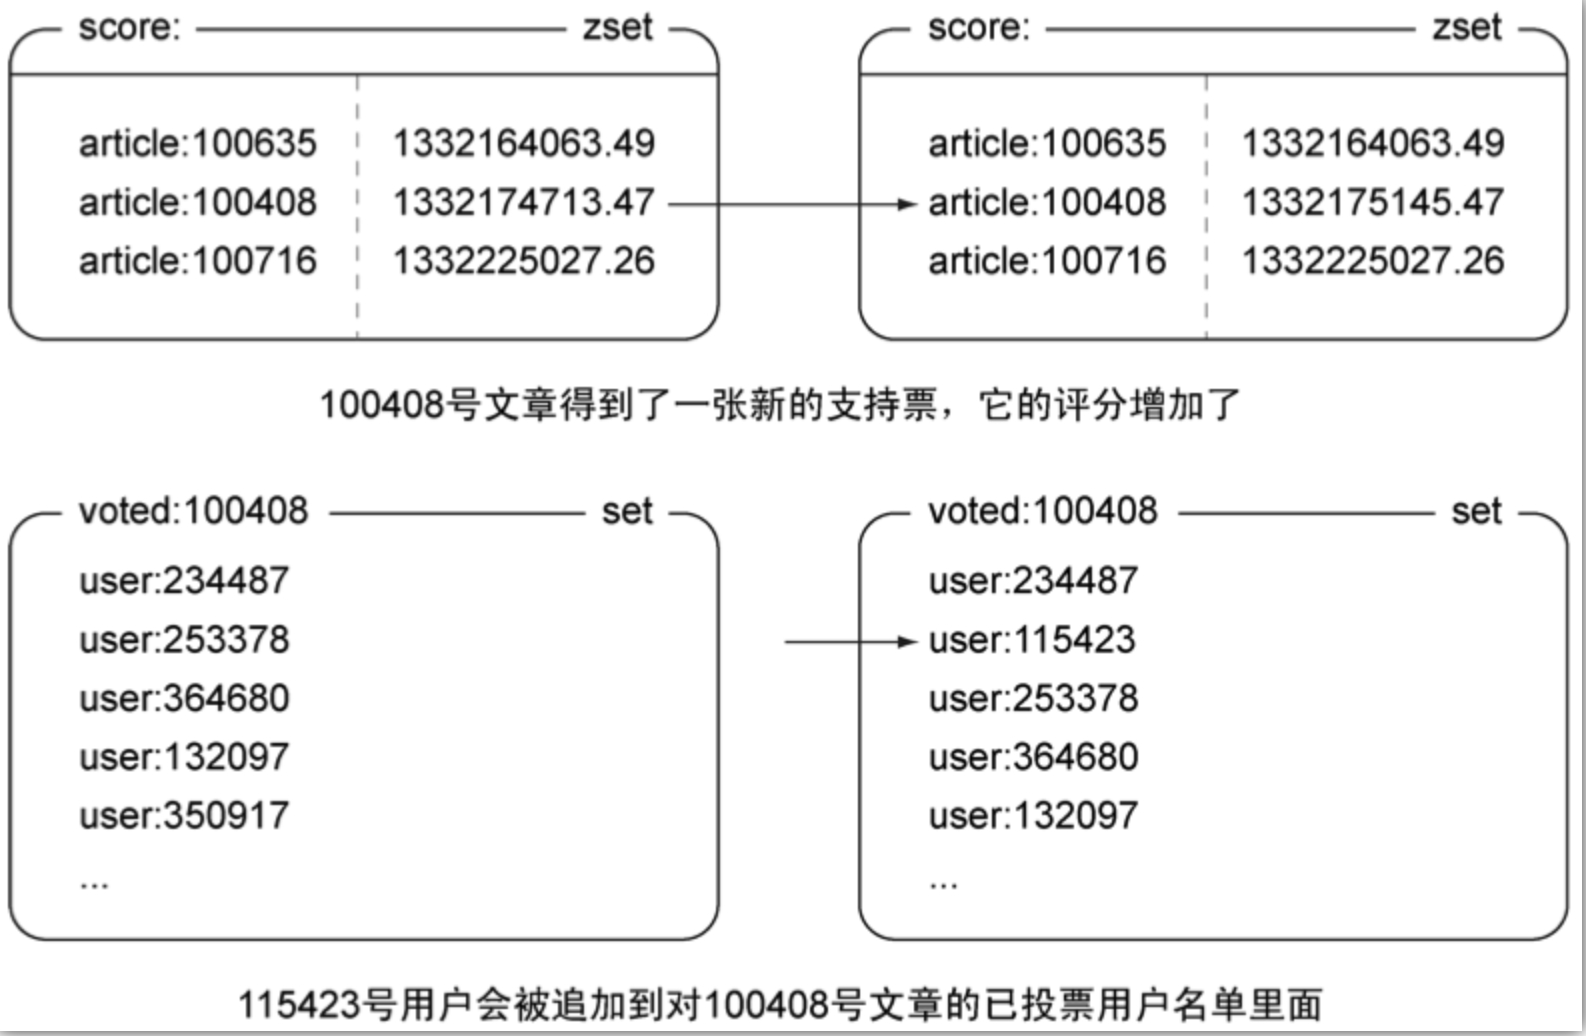 score: zset score: zset
article:100635 1332164063.49 article:100635 1332164063.49
article:100408 1332174713.47 article:100408 1332175145.47
article:100716 1332225027.26 article:100716 1332225027.26
100408号文章得到了一张新的支持票，它的评分增加了
voted:100408 set voted:100408 set
user:234487 user:234487
user:253378 user:115423
user:364680 user:253378
user:132097 user:364680
user:350917 user:132097
... ...
115423号用户会被追加到对100408号文章的已投票用户名单里面